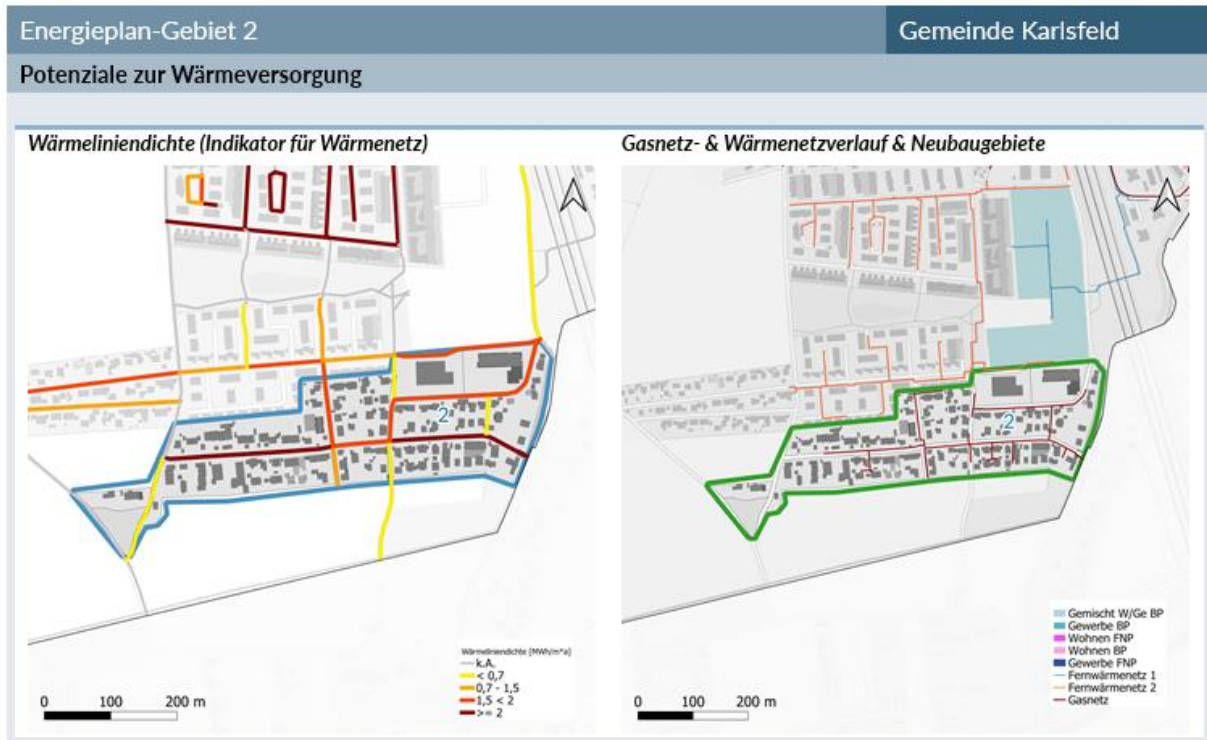 Energieplan-Gebiet 2
Gemeinde Karlsfeld
Potenziale zur Wärmeversorgung
Wärmeliniendichte (Indikator für Wärmenetz)
2
Wärmeliniendichte [MWh/m*a]
k.A.
< 0,7
0,7 - 1,5
1,5 < 2
>= 2
0 100 200 m
Gasnetz- & Wärmenetzverlauf & Neubaugebiete
2
Gemischt W/Ge BP
Gewerbe BP
Wohnen FNP
Wohnen BP
Gewerbe FNP
Fernwärmenetz 1
Fernwärmenetz 2
Gasnetz
0 100 200 m